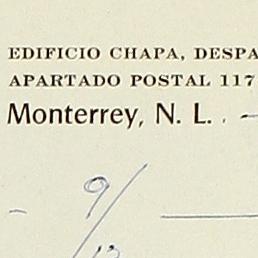 EDIFICIO CHAPA, DESPA
APARTADO POSTAL 117
Monterrey, N. L.
9/